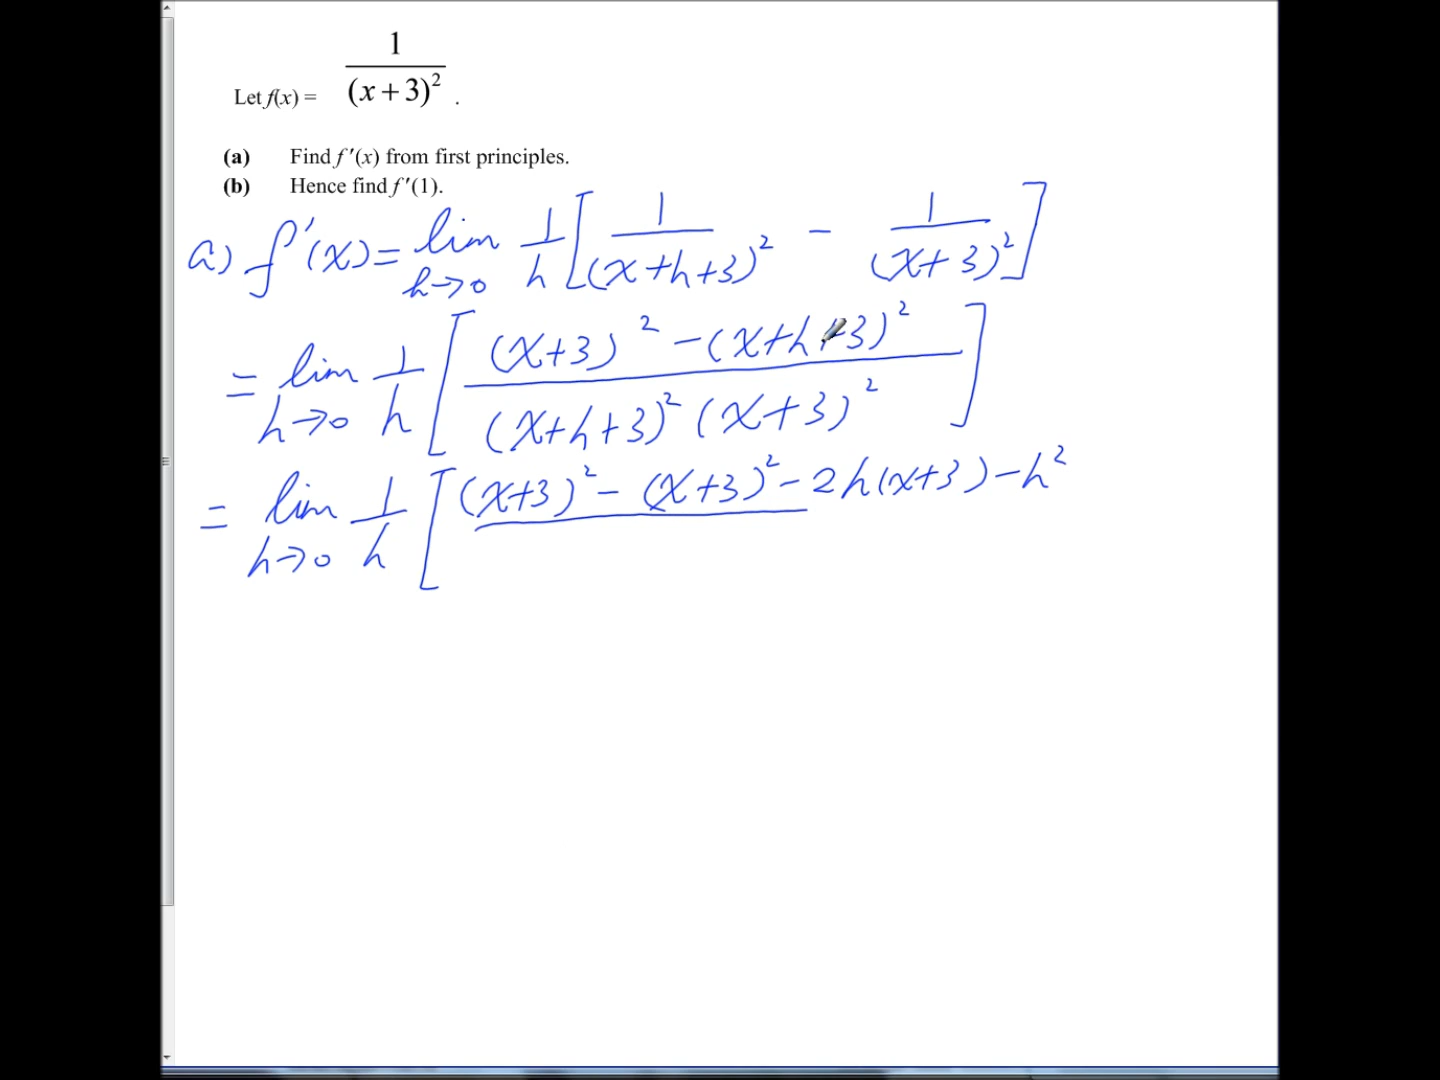 Let f(x) = 1/(x+3)² .
(a) Find f ′(x) from first principles.
(b) Hence find f ′(1).
a) f′(x) = lim h→0 1/h [ 1/(x+h+3)² − 1/(x+3)² ]
= lim h→0 1/h [ (x+3)² − (x+h+3)² / (x+h+3)² (x+3)² ]
= lim h→0 1/h [ (x+3)² − (x+3)² − 2h(x+3) − h²